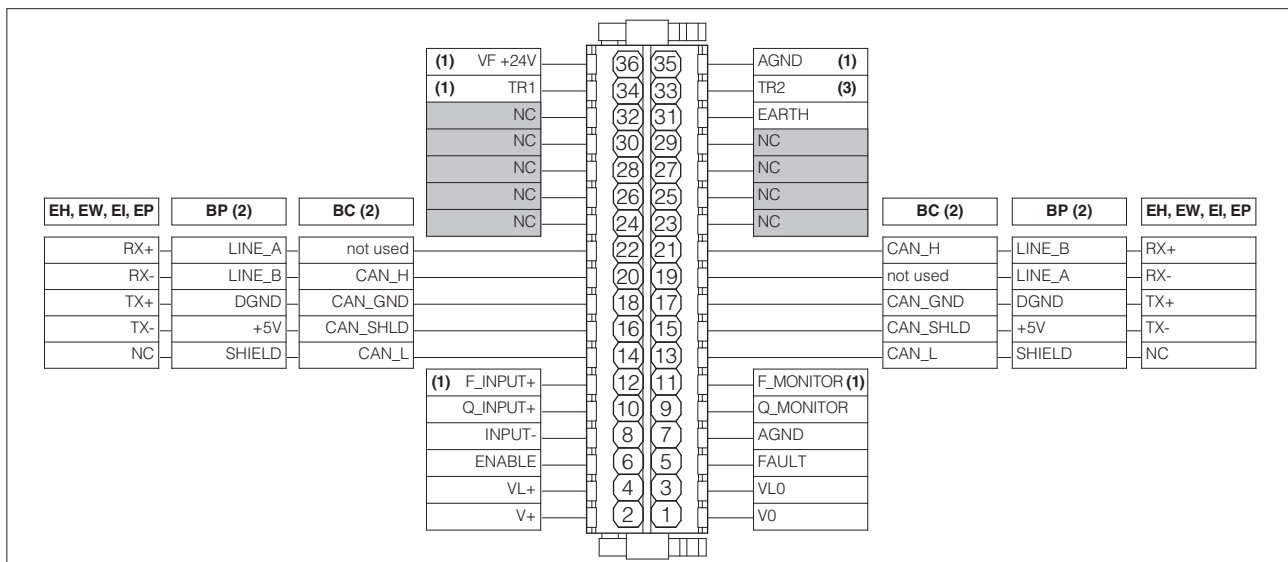 (1) VF +24V 36 35 AGND (1)
(1) TR1 34 33 TR2 (3)
NC 32 31 EARTH
NC 30 29 NC
NC 28 27 NC
NC 26 25 NC
NC 24 23 NC
EH, EW, EI, EP BP (2) BC (2) BC (2) BP (2) EH, EW, EI, EP
RX+ LINE_A not used 22 21 CAN_H LINE_B RX+
RX- LINE_B CAN_H 20 19 not used LINE_A RX-
TX+ DGND CAN_GND 18 17 CAN_GND DGND TX+
TX- +5V CAN_SHLD 16 15 CAN_SHLD +5V TX-
NC SHIELD CAN_L 14 13 CAN_L SHIELD NC
(1) F_INPUT+ 12 11 F_MONITOR (1)
Q_INPUT+ 10 9 Q_MONITOR
INPUT- 8 7 AGND
ENABLE 6 5 FAULT
VL+ 4 3 VL0
V+ 2 1 V0